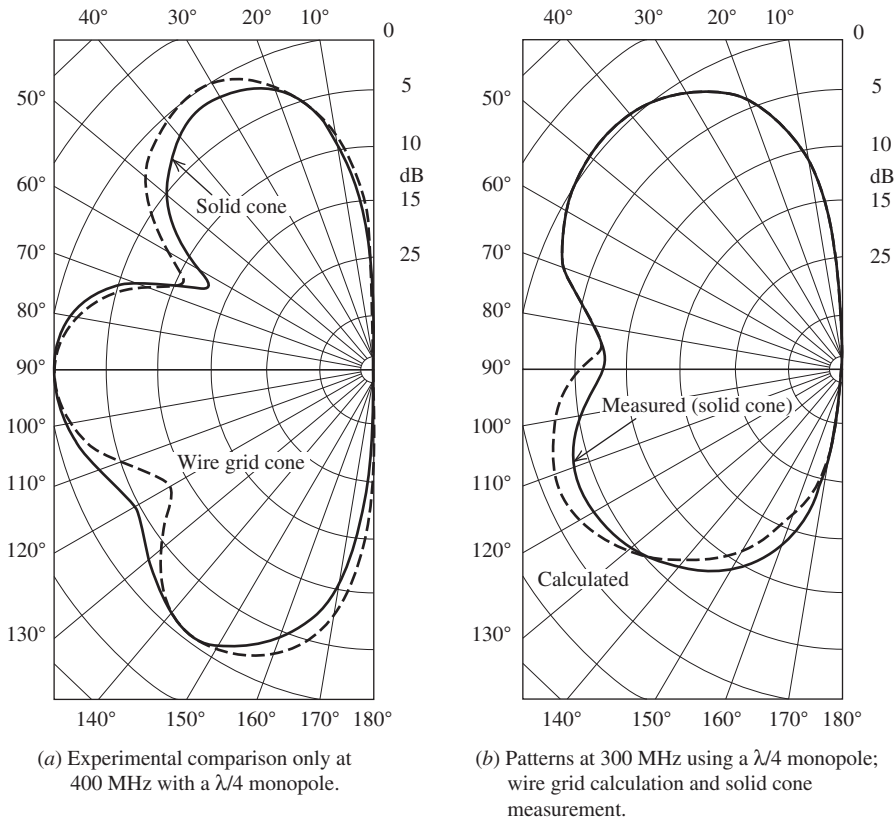 40° 30° 20° 10° 0
50°
60°
70°
80°
90°
100°
110°
120°
130°
140° 150° 160° 170° 180°
5
10
dB
15
25
Solid cone
Wire grid cone
(a) Experimental comparison only at
400 MHz with a λ/4 monopole.
40° 30° 20° 10° 0
50°
60°
70°
80°
90°
100°
110°
120°
130°
140° 150° 160° 170° 180°
5
10
dB
15
25
Measured (solid cone)
Calculated
(b) Patterns at 300 MHz using a λ/4 monopole;
wire grid calculation and solid cone
measurement.